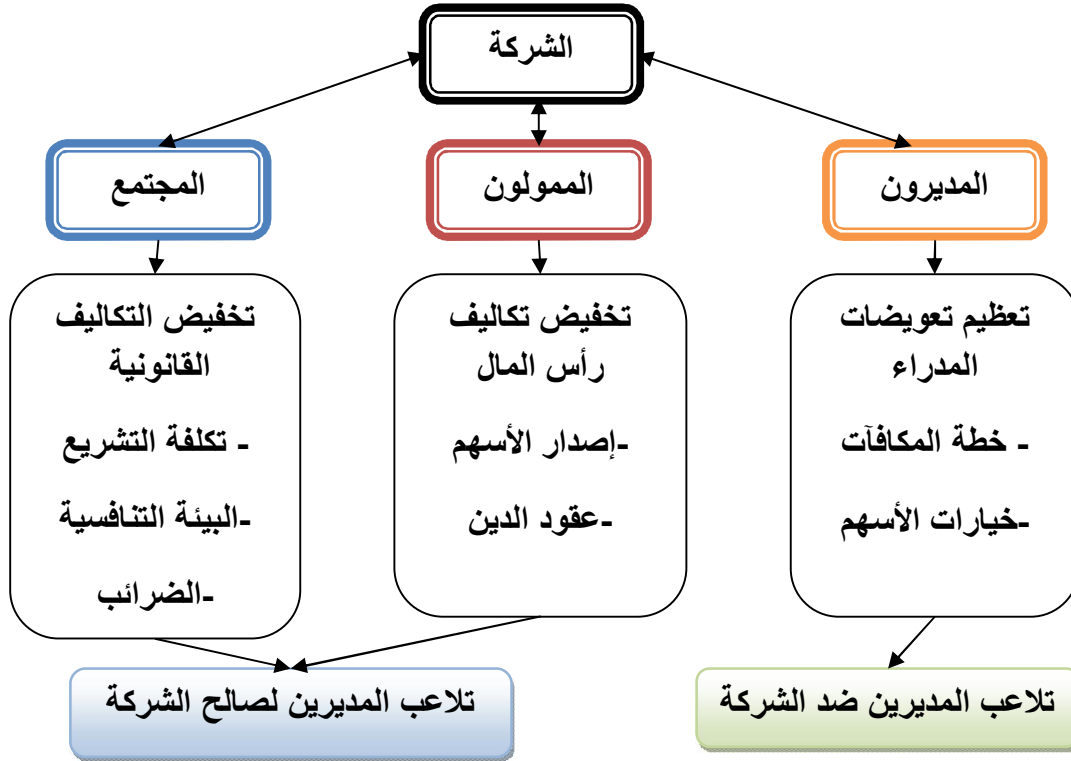 الشركة
المديرون
الممولون
المجتمع
تعظيم تعويضات
المدراء
- خطة المكافآت
-خيارات الأسهم
تخفيض تكاليف
رأس المال
-إصدار الأسهم
-عقود الدين
تخفيض التكاليف
القانونية
- تكلفة التشريع
-البيئة التنافسية
-الضرائب
تلاعب المديرين ضد الشركة
تلاعب المديرين لصالح الشركة